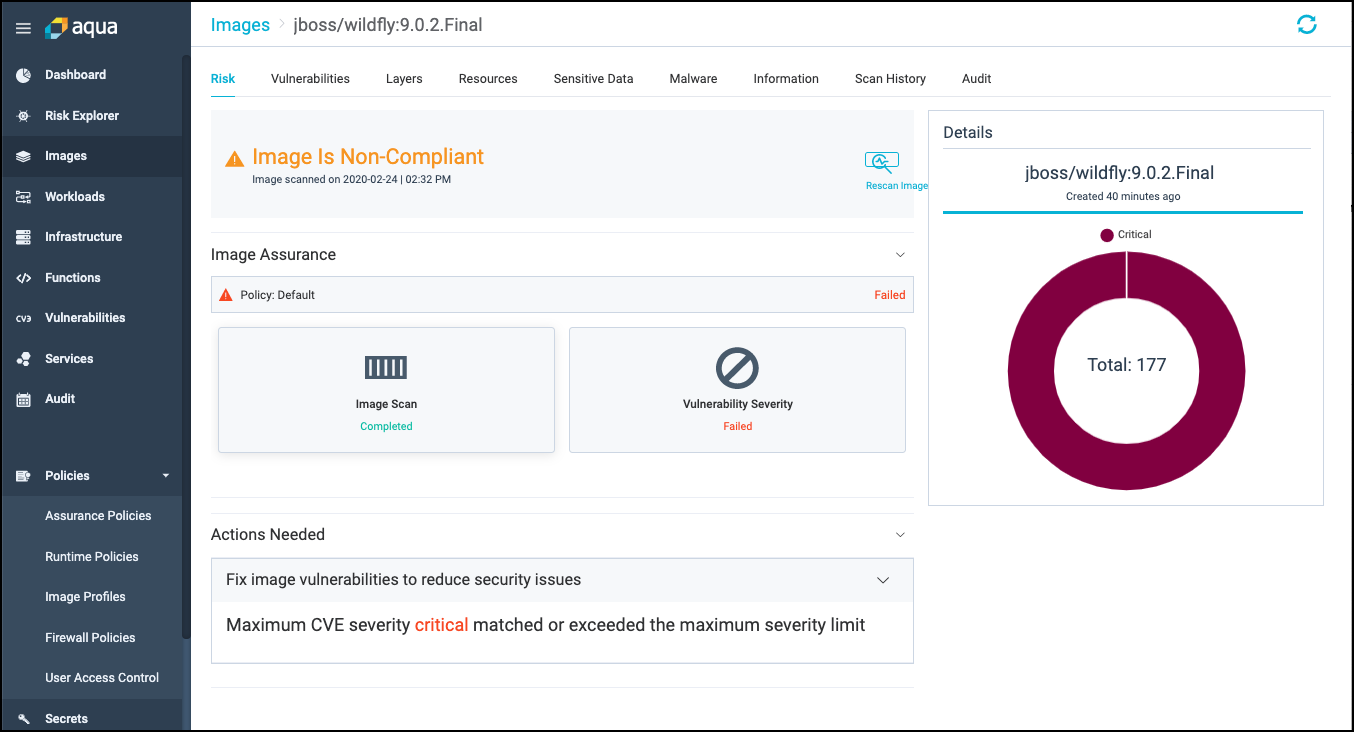 aqua
Images > jboss/wildfly:9.0.2.Final
Dashboard
Risk Explorer
Images
Workloads
Infrastructure
Functions
CVE Vulnerabilities
Services
Audit
Policies
Assurance Policies
Runtime Policies
Image Profiles
Firewall Policies
User Access Control
Secrets
Risk Vulnerabilities Layers Resources Sensitive Data Malware Information Scan History Audit
Image Is Non-Compliant
Image scanned on 2020-02-24 | 02:32 PM
Rescan Image
Image Assurance
Policy: Default Failed
Image Scan
Completed
Vulnerability Severity
Failed
Actions Needed
Fix image vulnerabilities to reduce security issues
Maximum CVE severity critical matched or exceeded the maximum severity limit
Details
jboss/wildfly:9.0.2.Final
Created 40 minutes ago
Critical
Total: 177